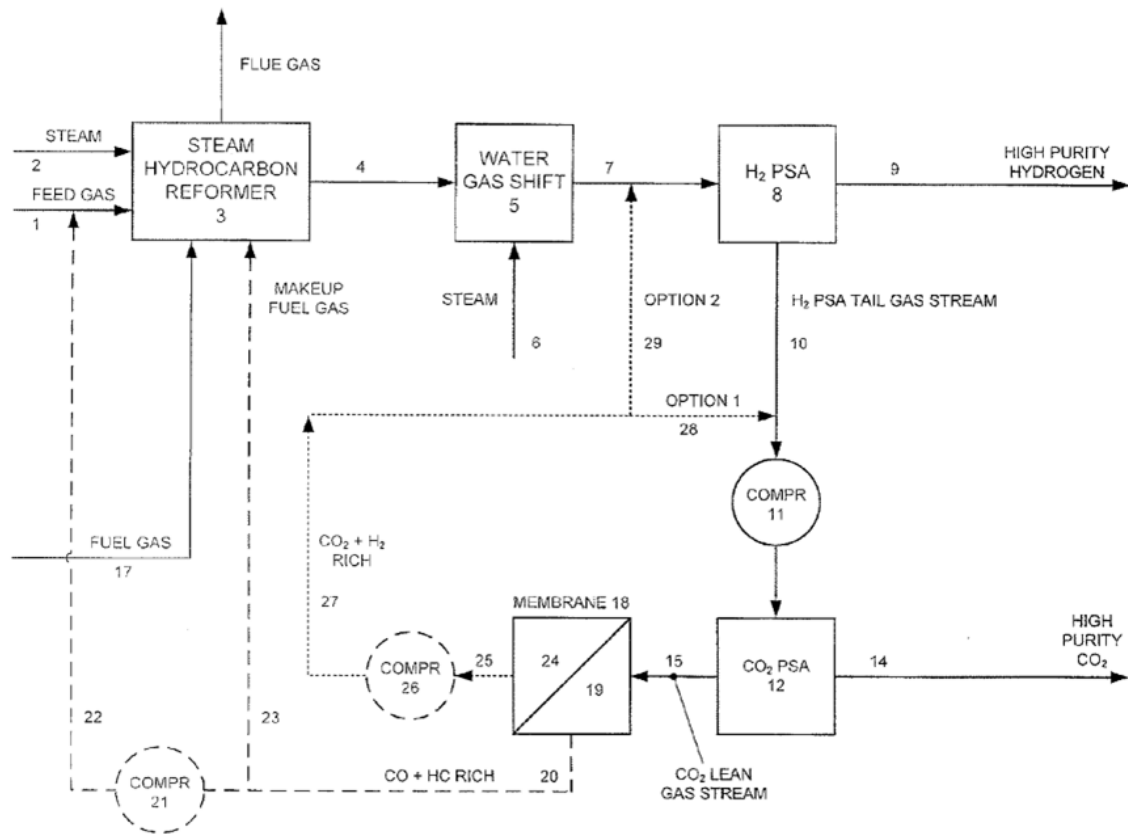 FLUE GAS
STEAM
2
FEED GAS
1
STEAM
HYDROCARBON
REFORMER
3
4
WATER
GAS SHIFT
5
7
H₂ PSA
8
9
HIGH PURITY
HYDROGEN
MAKEUP
FUEL GAS
STEAM
6
OPTION 2
29
H₂ PSA TAIL GAS STREAM
10
OPTION 1
28
COMPR
11
FUEL GAS
17
CO₂ + H₂
RICH
27
MEMBRANE 18
24
19
COMPR
26
25
15
CO₂ PSA
12
14
HIGH
PURITY
CO₂
22
23
COMPR
21
CO + HC RICH
20
CO₂ LEAN
GAS STREAM